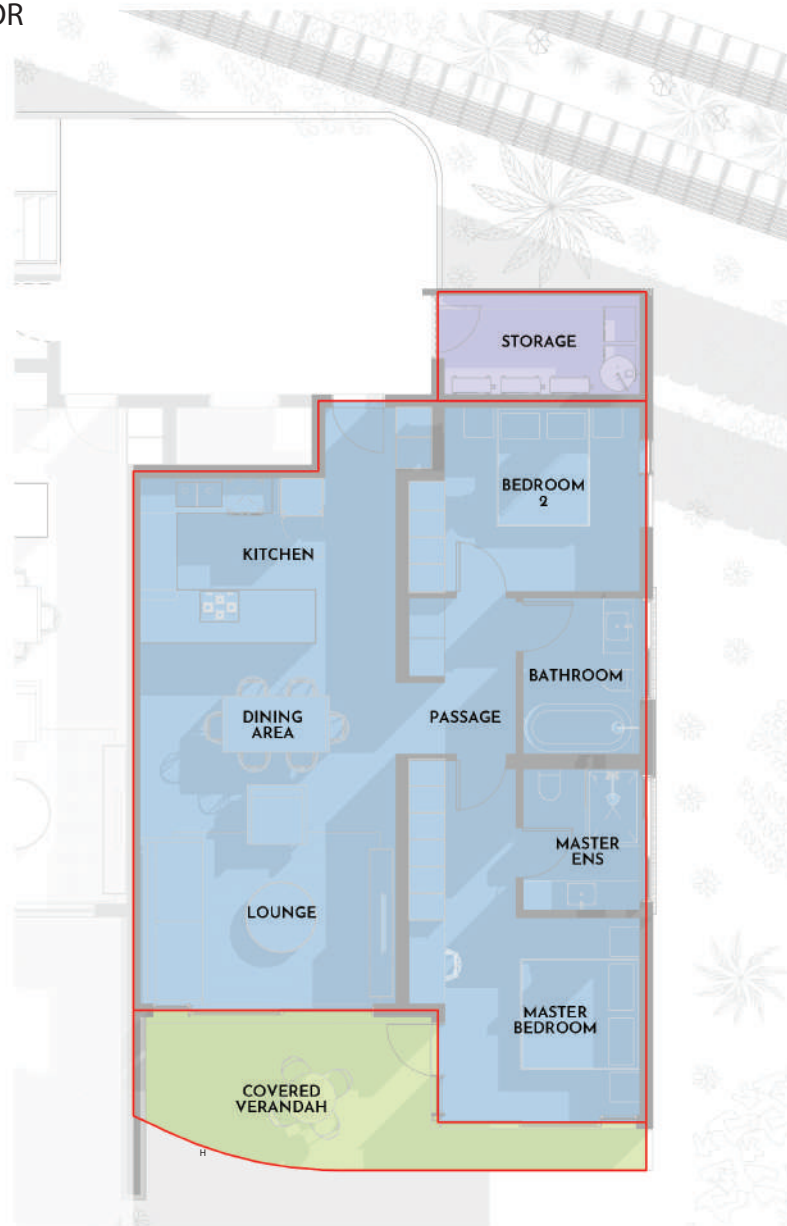 OR
STORAGE
BEDROOM
2
KITCHEN
BATHROOM
DINING
AREA
PASSAGE
MASTER
ENS
LOUNGE
MASTER
BEDROOM
COVERED
VERANDAH
H